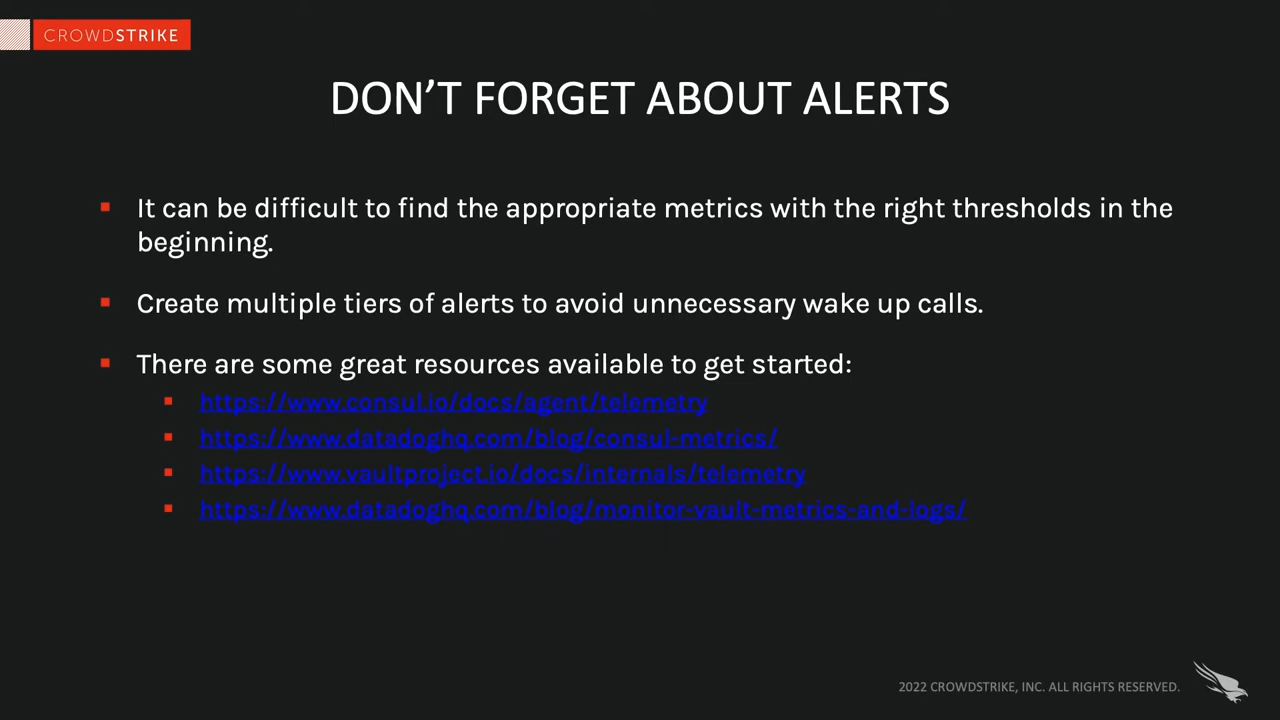 CROWDSTRIKE
DON'T FORGET ABOUT ALERTS
It can be difficult to find the appropriate metrics with the right thresholds in the
beginning.
Create multiple tiers of alerts to avoid unnecessary wake up calls.
There are some great resources available to get started:
https://www.consul.io/docs/agent/telemetry
https://www.datadoghq.com/blog/consul-metrics/
https://www.vaultproject.io/docs/internals/telemetry
https://www.datadoghq.com/blog/monitor-vault-metrics-and-logs/
2022 CROWDSTRIKE, INC. ALL RIGHTS RESERVED.